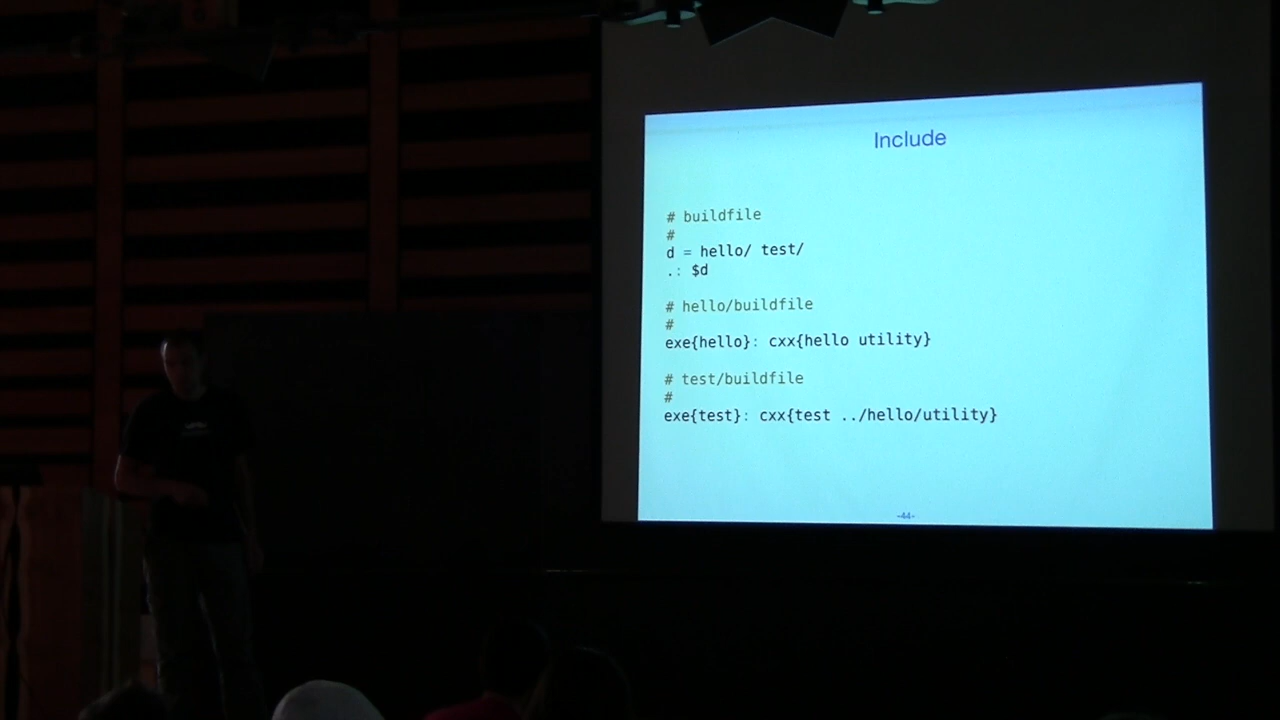 Include
# buildfile
#
d = hello/ test/
.: $d
# hello/buildfile
#
exe{hello}: cxx{hello utility}
# test/buildfile
#
exe{test}: cxx{test ../hello/utility}
-44-